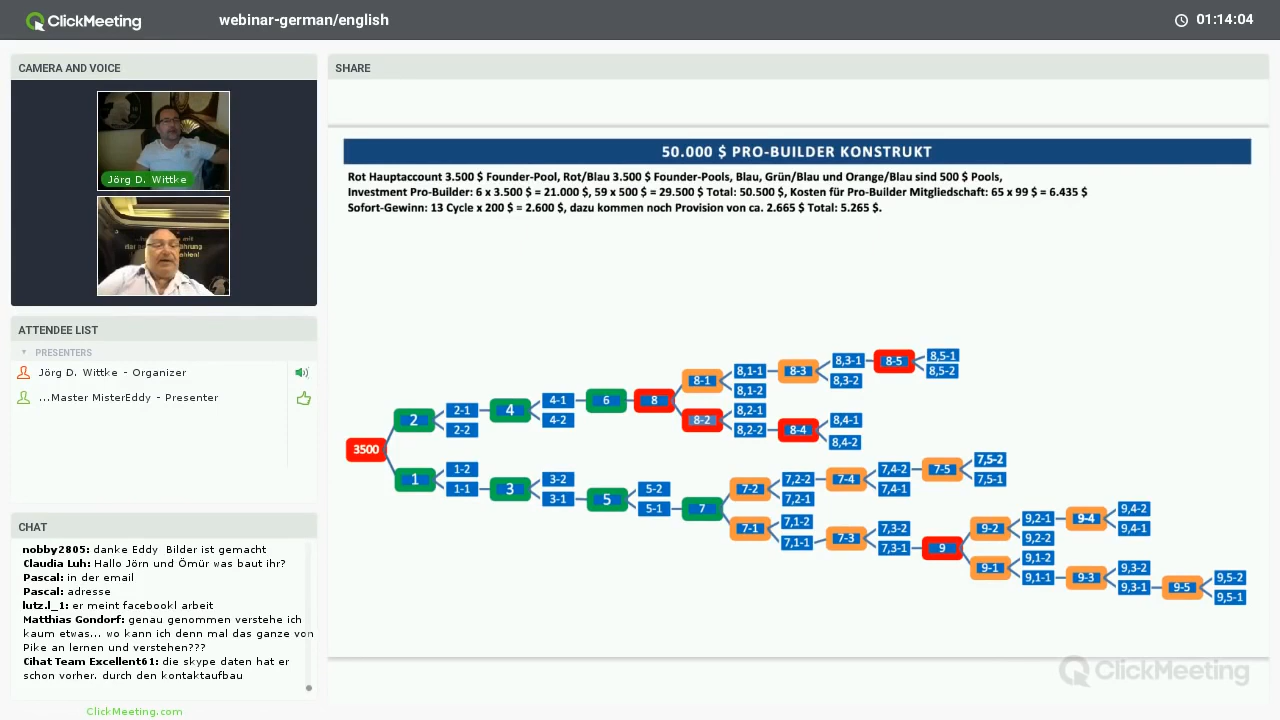 ClickMeeting
webinar-german/english
01:14:04
CAMERA AND VOICE
Jörg D. Wittke
ATTENDEE LIST
PRESENTERS
Jörg D. Wittke - Organizer
...Master MisterEddy - Presenter
CHAT
nobby2805: danke Eddy Bilder ist gemacht
Claudia Luh: Hallo Jörn und Ömür was baut ihr?
Pascal: in der email
Pascal: adresse
lutz.l_1: er meint facebookl arbeit
Matthias Gondorf: genau genommen verstehe ich
kaum etwas... wo kann ich denn mal das ganze von
Pike an lernen und verstehen???
Cihat Team Excellent61: die skype daten hat er
schon vorher. durch den kontaktaufbau
ClickMeeting.com
SHARE
50.000 $ PRO-BUILDER KONSTRUKT
Rot Hauptaccount 3.500 $ Founder-Pool, Rot/Blau 3.500 $ Founder-Pools, Blau, Grün/Blau und Orange/Blau sind 500 $ Pools,
Investment Pro-Builder: 6 x 3.500 $ = 21.000 $, 59 x 500 $ = 29.500 $ Total: 50.500 $, Kosten für Pro-Builder Mitgliedschaft: 65 x 99 $ = 6.435 $
Sofort-Gewinn: 13 Cycle x 200 $ = 2.600 $, dazu kommen noch Provision von ca. 2.665 $ Total: 5.265 $.
8,5-1
8,3-1 8-5
8,1-1 8-3 8,5-2
8-1 8,3-2
8,1-2
4-1 6 8
2-1 4 8,2-1
2 4-2 8-2 8,4-1
2-2 8,2-2 8-4
8,4-2
3500
7,5-2
1-2 7,4-2 7-5
1 3-2 7,2-2 7-4 7,5-1
1-1 3 5-2 7-2 7,4-1
3-1 5 7,2-1
5-1 7 9,4-2
7,1-2 9,2-1 9-4
7-1 7,3-2 9-2 9,4-1
7,1-1 7-3 9,2-2
7,3-1 9 9,1-2
9-1 9,3-2
9,1-1 9-3 9,5-2
9,3-1 9-5
9,5-1
ClickMeeting